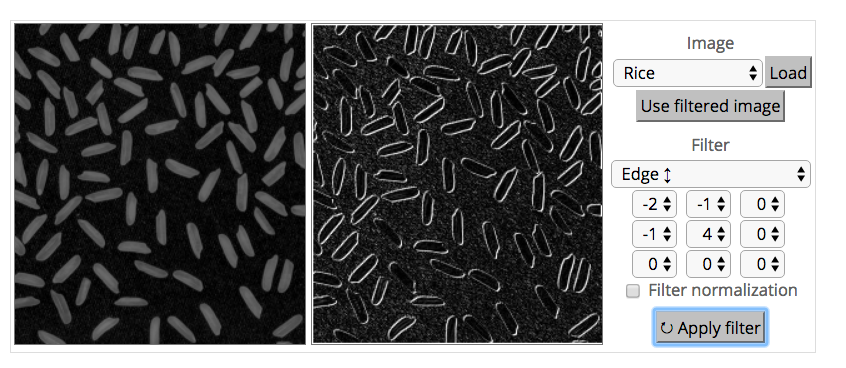 Image
Rice Load
Use filtered image
Filter
Edge ↕
-2 -1 0
-1 4 0
0 0 0
Filter normalization
↻ Apply filter